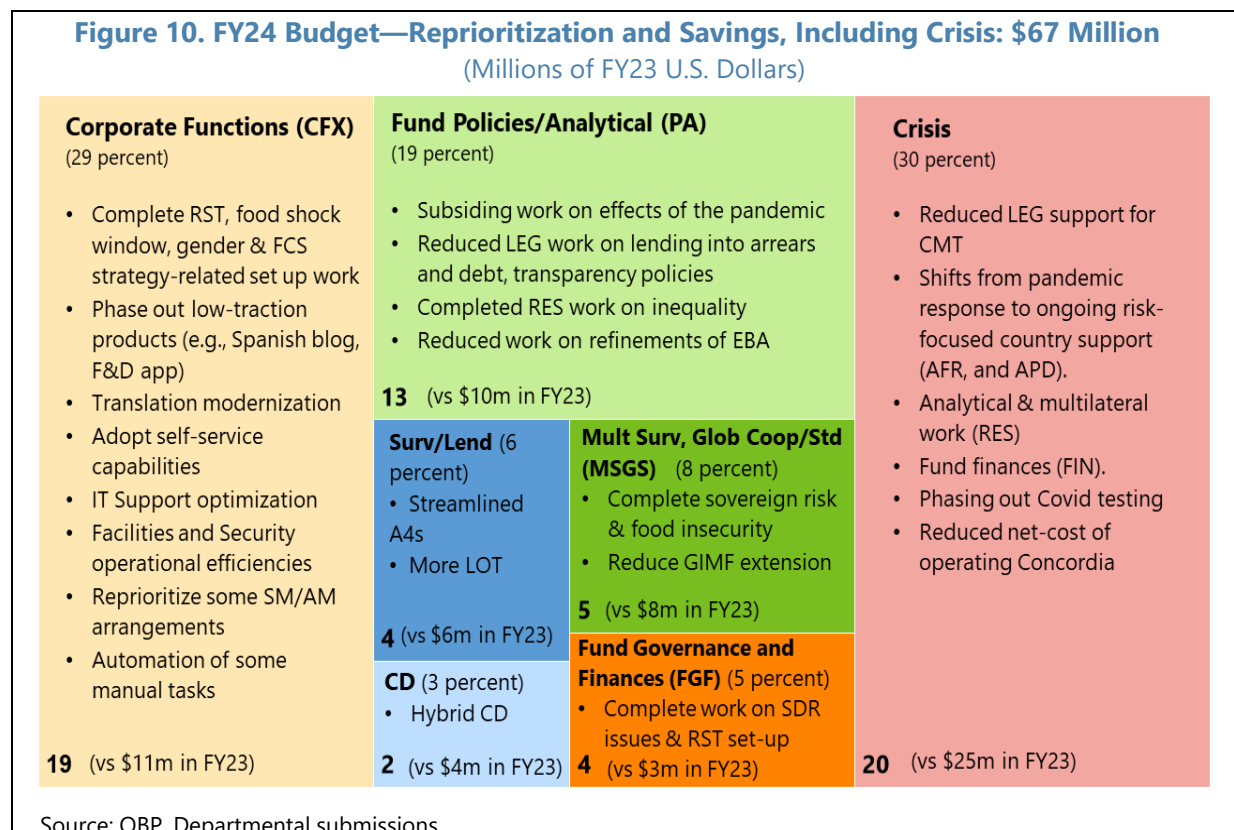 Figure 10. FY24 Budget—Reprioritization and Savings, Including Crisis: $67 Million
(Millions of FY23 U.S. Dollars)
Corporate Functions (CFX)
(29 percent)
• Complete RST, food shock
window, gender & FCS
strategy-related set up work
• Phase out low-traction
products (e.g., Spanish blog,
F&D app)
• Translation modernization
• Adopt self-service
capabilities
• IT Support optimization
• Facilities and Security
operational efficiencies
• Reprioritize some SM/AM
arrangements
• Automation of some
manual tasks
19 (vs $11m in FY23)
Fund Policies/Analytical (PA)
(19 percent)
• Subsiding work on effects of the pandemic
• Reduced LEG work on lending into arrears
and debt, transparency policies
• Completed RES work on inequality
• Reduced work on refinements of EBA
13 (vs $10m in FY23)
Surv/Lend (6
percent)
• Streamlined
A4s
• More LOT
4 (vs $6m in FY23)
CD (3 percent)
• Hybrid CD
2 (vs $4m in FY23)
Mult Surv, Glob Coop/Std
(MSGS) (8 percent)
• Complete sovereign risk
& food insecurity
• Reduce GIMF extension
5 (vs $8m in FY23)
Fund Governance and
Finances (FGF) (5 percent)
• Complete work on SDR
issues & RST set-up
4 (vs $3m in FY23)
Crisis
(30 percent)
• Reduced LEG support for
CMT
• Shifts from pandemic
response to ongoing risk-
focused country support
(AFR, and APD).
• Analytical & multilateral
work (RES)
• Fund finances (FIN).
• Phasing out Covid testing
• Reduced net-cost of
operating Concordia
20 (vs $25m in FY23)
Source: OBP, Departmental submissions